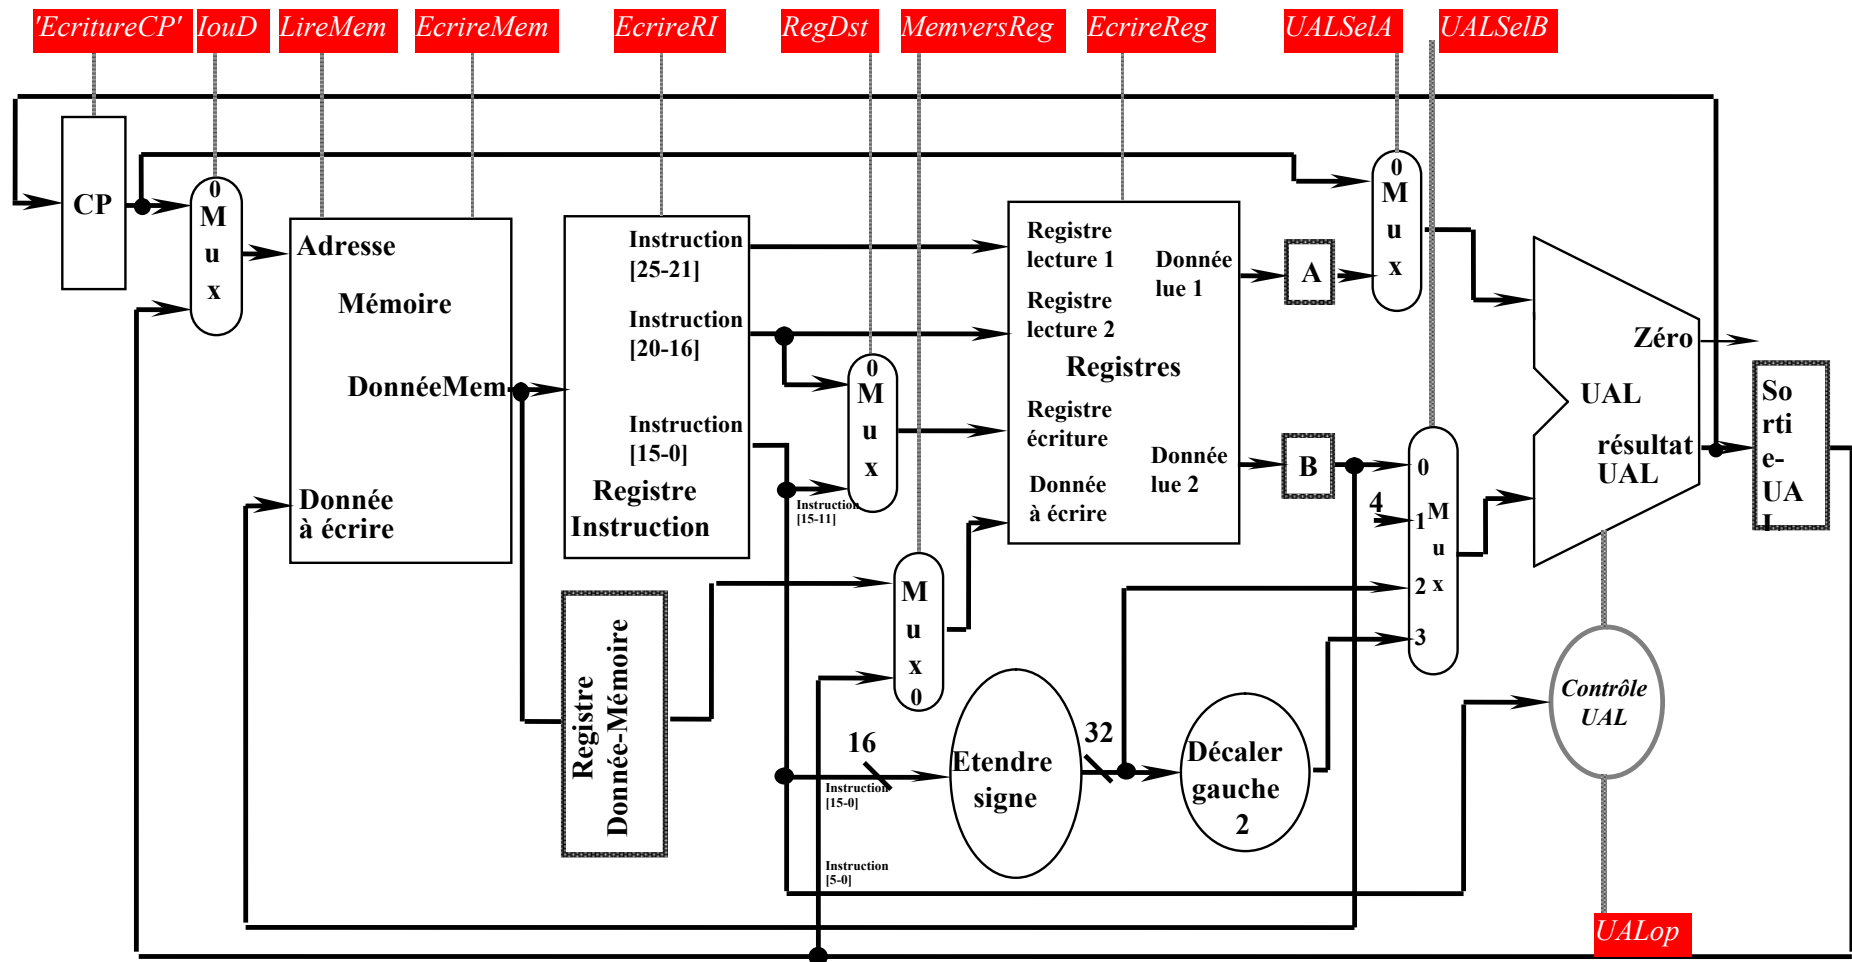 'EcritureCP'
IouD
LireMem
EcrireMem
EcrireRI
RegDst
MemversReg
EcrireReg
UALSelA
UALSelB
CP
0
M
u
x
Adresse
Mémoire
DonnéeMem
Donnée
à écrire
Instruction
[25-21]
Instruction
[20-16]
Instruction
[15-0]
Registre
Instruction
Registre
Donnée-Mémoire
0
M
u
x
Instruction
[15-11]
M
u
x
0
Registre
lecture 1
Registre
lecture 2
Registres
Registre
écriture
Donnée
à écrire
Donnée
lue 1
Donnée
lue 2
A
B
0
M
u
x
0
4
1
M
u
2
x
3
Zéro
UAL
résultat
UAL
So
rti
e-
UA
16
Instruction
[15-0]
Etendre
signe
32
Décaler
gauche
2
Contrôle
UAL
Instruction
[5-0]
UALop